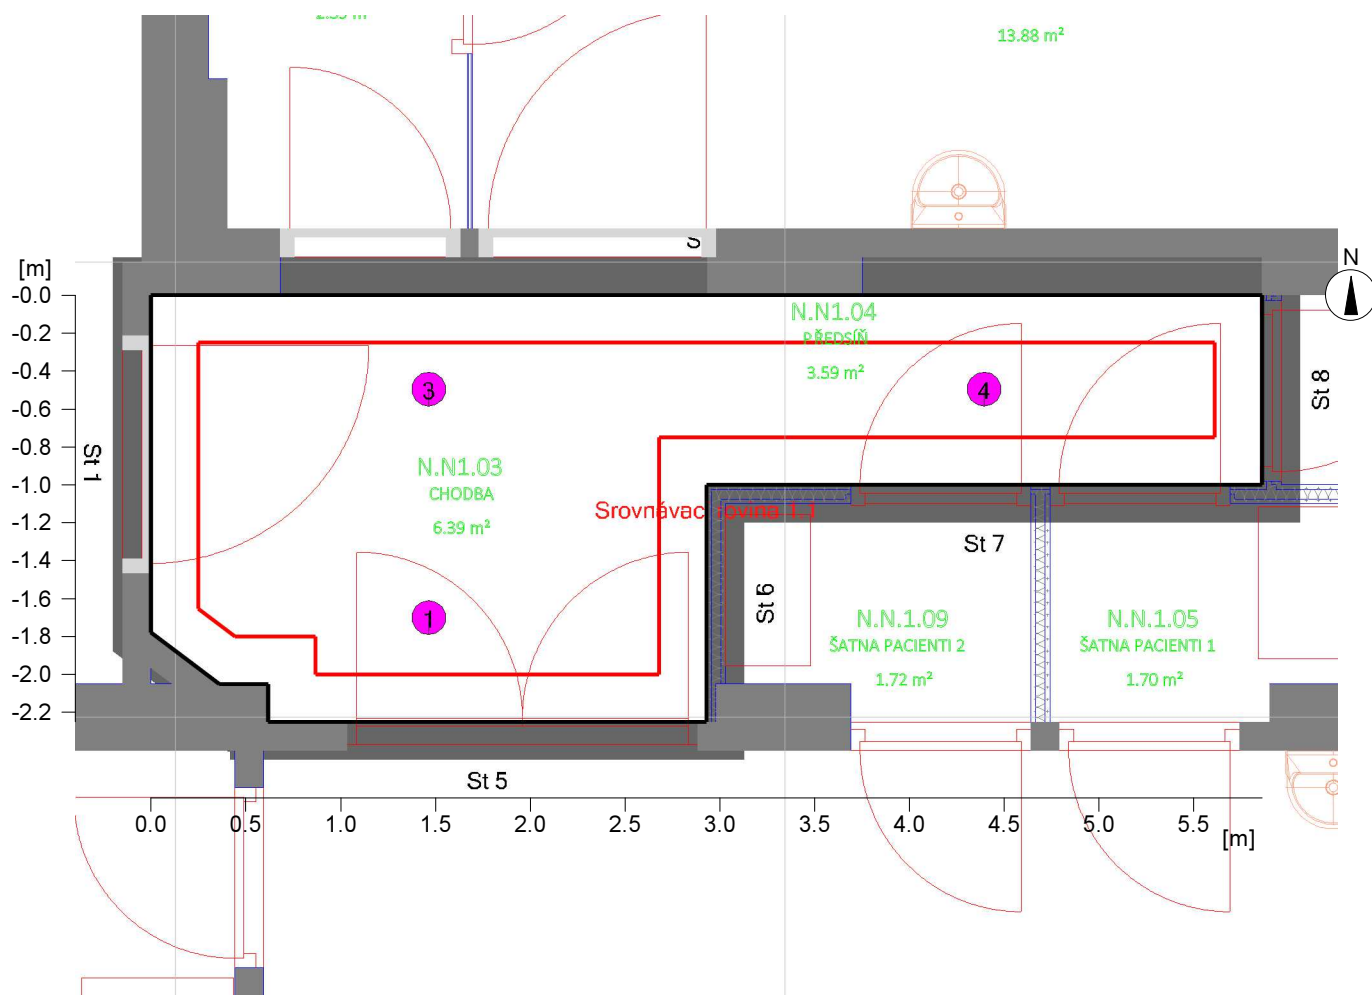 13.88 m²
[m]
N
-0.0
-0.2
-0.4
-0.6
-0.8
-1.0
-1.2
-1.4
-1.6
-1.8
-2.0
-2.2
N.N1.04
PŘEDSÍŇ
3.59 m²
3
4
St 8
St 1
N.N1.03
CHODBA
6.39 m²
St 7
St 6
1
N.N.1.09
ŠATNA PACIENTI 2
1.72 m²
N.N.1.05
ŠATNA PACIENTI 1
1.70 m²
St 5
0.0 0.5 1.0 1.5 2.0 2.5 3.0 3.5 4.0 4.5 5.0 5.5
[m]